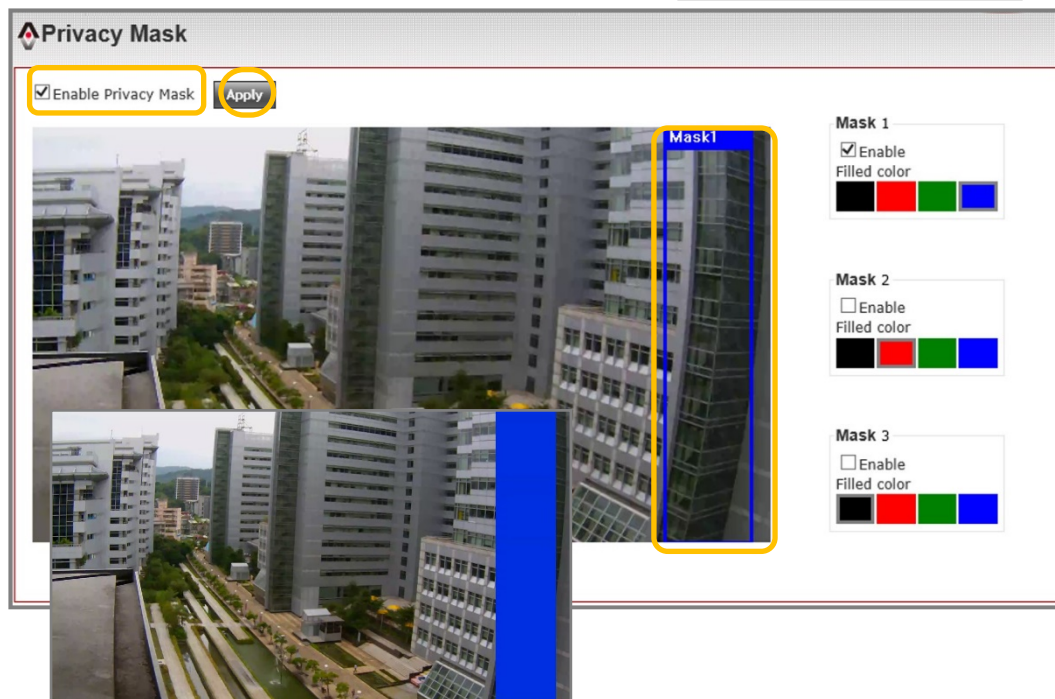 Privacy Mask
Enable Privacy Mask
Apply
Mask1
Mask 1
Enable
Filled color
Mask 2
Enable
Filled color
Mask 3
Enable
Filled color